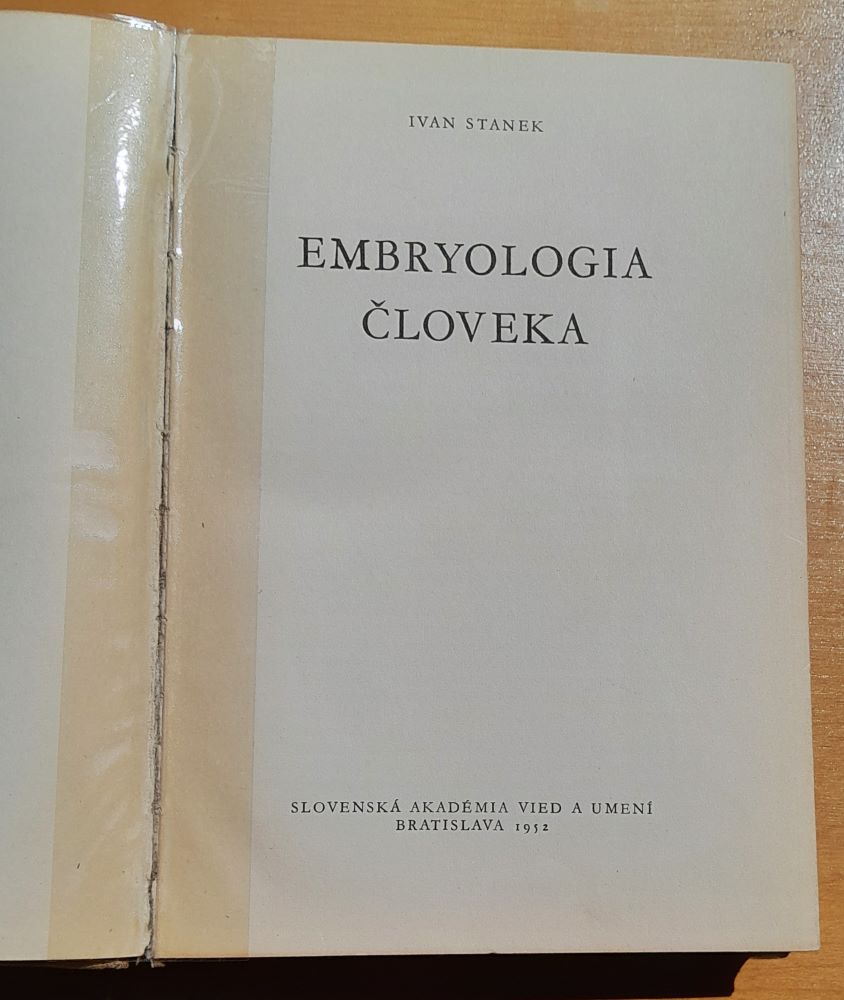 IVAN STANEK
EMBRYOLOGIA
ČLOVEKA
SLOVENSKÁ AKADÉMIA VIED A UMENÍ
BRATISLAVA 1952